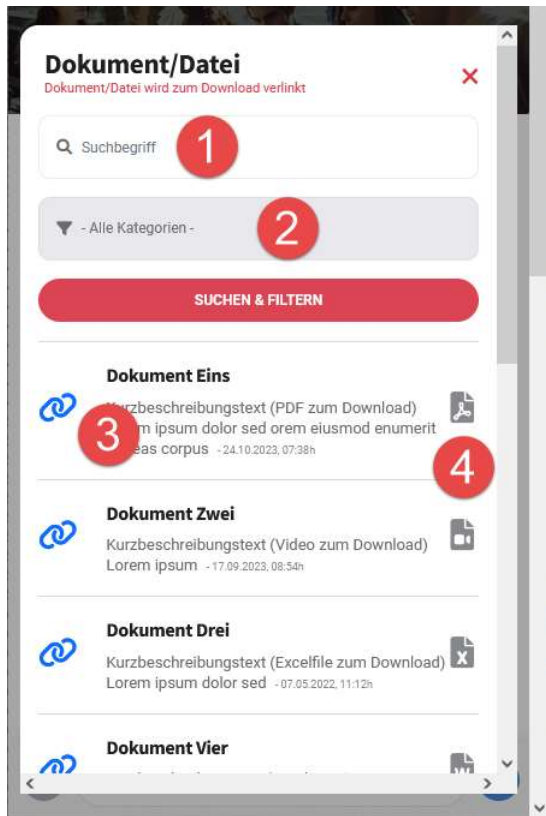 Dokument/Datei
Dokument/Datei wird zum Download verlinkt
Suchbegriff
1
- Alle Kategorien -
2
SUCHEN & FILTERN
Dokument Eins
Kurzbeschreibungstext (PDF zum Download)
ipsum dolor sed orem eiusmod enumerit
3
corpus - 24.10.2023, 07:38h
4
Dokument Zwei
Kurzbeschreibungstext (Video zum Download)
Lorem ipsum - 17.09.2023, 08:54h
Dokument Drei
Kurzbeschreibungstext (Excelfile zum Download)
X
Lorem ipsum dolor sed - 07.05.2022, 11:12h
Dokument Vier
W